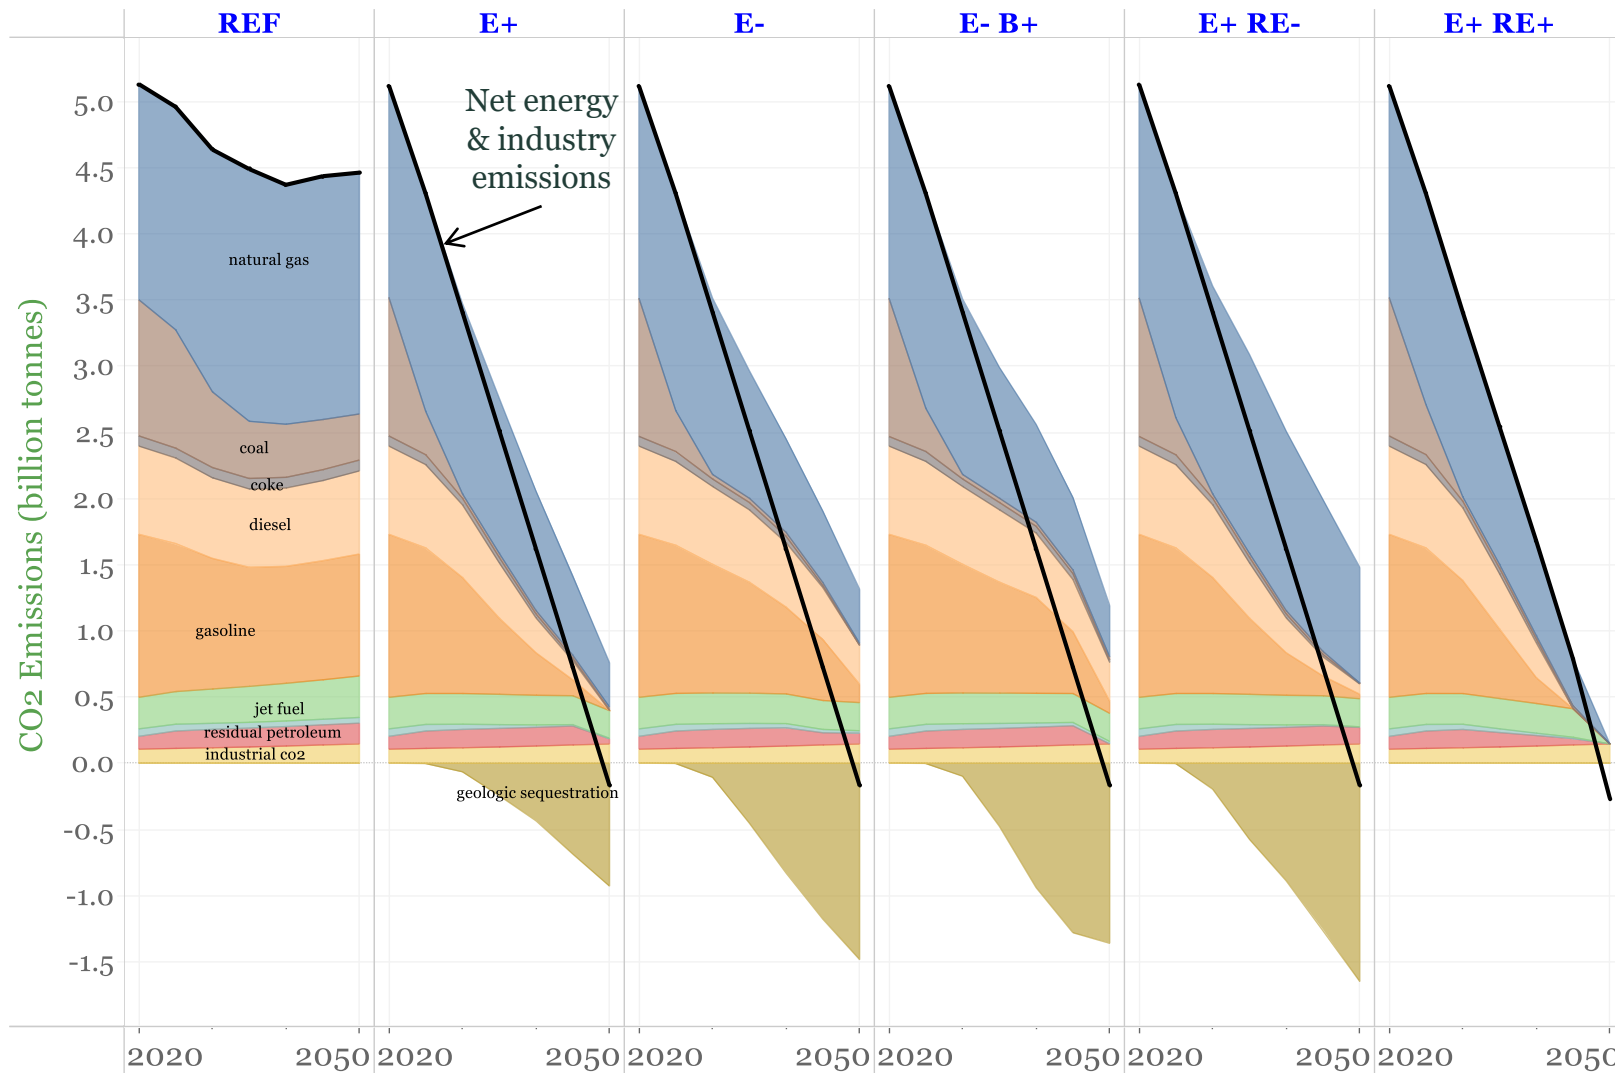 REF E+ E- E- B+ E+ RE- E+ RE+
CO2 Emissions (billion tonnes)
5.0
4.5
4.0
3.5
3.0
2.5
2.0
1.5
1.0
0.5
0.0
-0.5
-1.0
-1.5
Net energy
& industry
emissions
natural gas
coal
coke
diesel
gasoline
jet fuel
residual petroleum
industrial co2
geologic sequestration
2020 2050 2020 2050 2020 2050 2020 2050 2020 2050 2020 2050